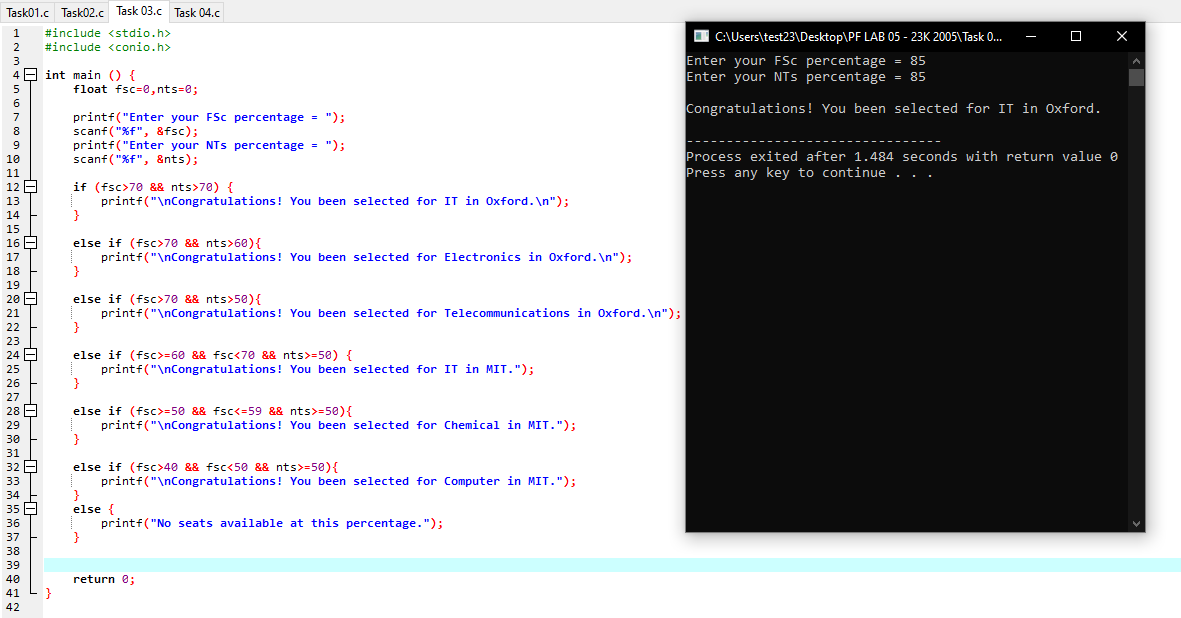 Task01.c Task02.c Task 03.c Task 04.c
1 #include <stdio.h>
2 #include <conio.h>
3
4 int main () {
5 float fsc=0,nts=0;
6
7 printf("Enter your FSc percentage = ");
8 scanf("%f", &fsc);
9 printf("Enter your NTs percentage = ");
10 scanf("%f", &nts);
11
12 if (fsc>70 && nts>70) {
13 printf("\nCongratulations! You been selected for IT in Oxford.\n");
14 }
15
16 else if (fsc>70 && nts>60){
17 printf("\nCongratulations! You been selected for Electronics in Oxford.\n");
18 }
19
20 else if (fsc>70 && nts>50){
21 printf("\nCongratulations! You been selected for Telecommunications in Oxford.\n");
22 }
23
24 else if (fsc>=60 && fsc<70 && nts>=50) {
25 printf("\nCongratulations! You been selected for IT in MIT.");
26 }
27
28 else if (fsc>=50 && fsc<=59 && nts>=50){
29 printf("\nCongratulations! You been selected for Chemical in MIT.");
30 }
31
32 else if (fsc>40 && fsc<50 && nts>=50){
33 printf("\nCongratulations! You been selected for Computer in MIT.");
34 }
35 else {
36 printf("No seats available at this percentage.");
37 }
38
39
40 return 0;
41 }
42
C:\Users\test23\Desktop\PF LAB 05 - 23K 2005\Task 0...
Enter your FSc percentage = 85
Enter your NTs percentage = 85
Congratulations! You been selected for IT in Oxford.
--------------------------------
Process exited after 1.484 seconds with return value 0
Press any key to continue . . .